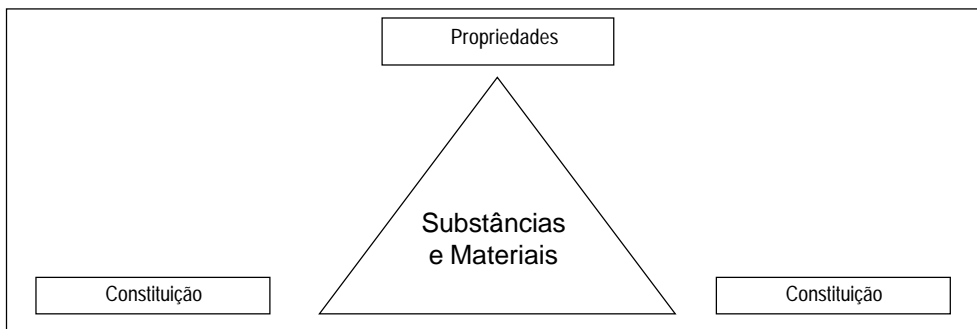 Propriedades
Substâncias
e Materiais
Constituição
Constituição